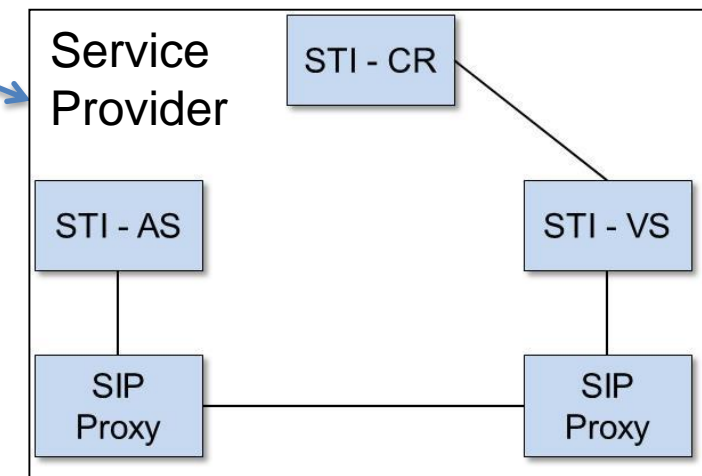 Service
Provider
STI - CR
STI - AS
STI - VS
SIP
Proxy
SIP
Proxy